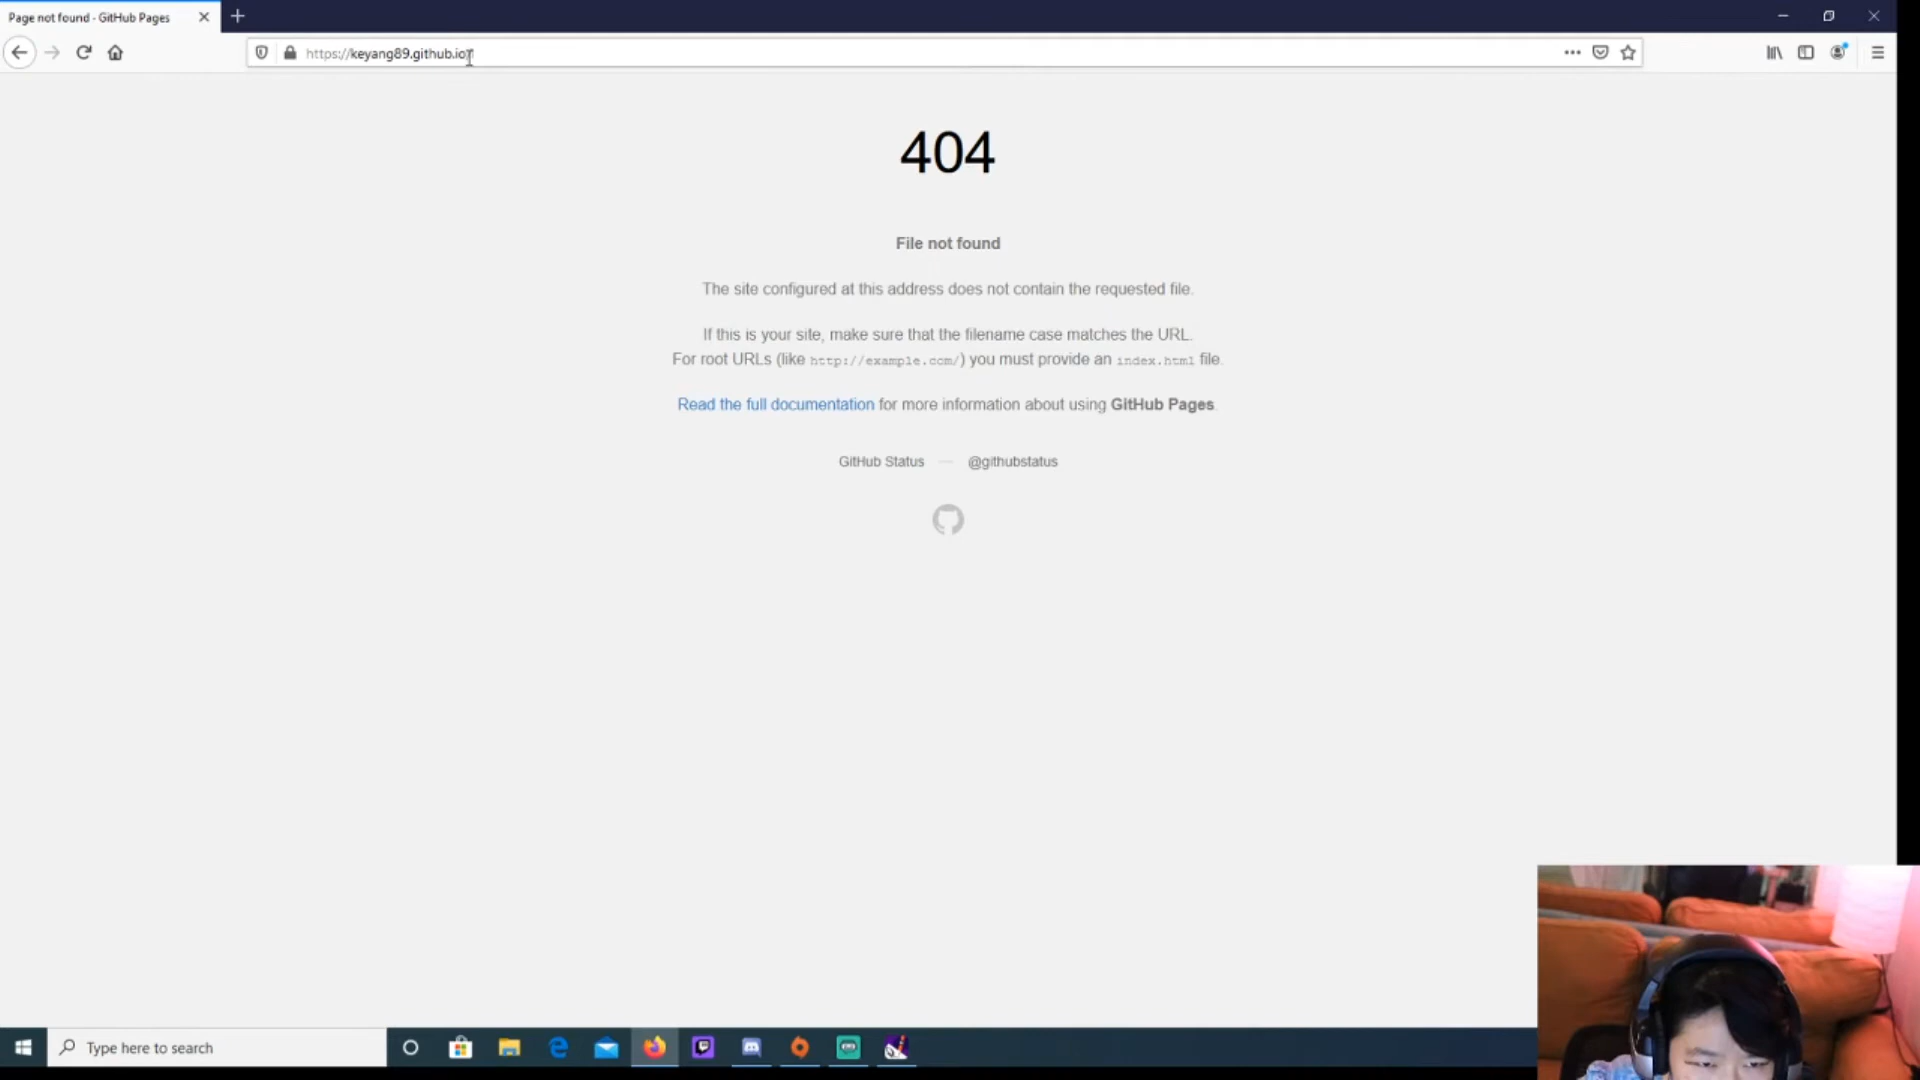 Page not found · GitHub Pages
https://keyang89.github.io
404
File not found
The site configured at this address does not contain the requested file.
If this is your site, make sure that the filename case matches the URL.
For root URLs (like http://example.com/) you must provide an index.html file.
Read the full documentation for more information about using GitHub Pages.
GitHub Status — @githubstatus
Type here to search